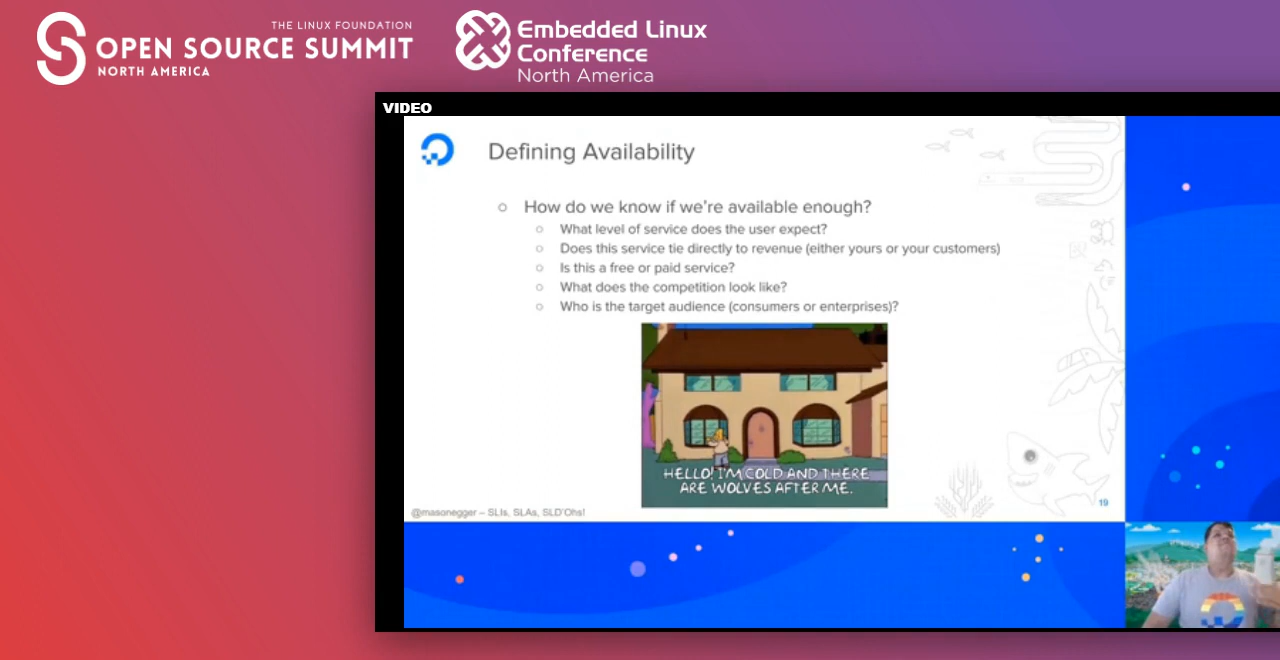 THE LINUX FOUNDATION
OPEN SOURCE SUMMIT
NORTH AMERICA
Embedded Linux
Conference
North America
VIDEO
Defining Availability
How do we know if we're available enough?
What level of service does the user expect?
Does this service tie directly to revenue (either yours or your customers)
Is this a free or paid service?
What does the competition look like?
Who is the target audience (consumers or enterprises)?
HELLO! I'M COLD AND THERE
ARE WOLVES AFTER ME.
19
@masonegger – SLIs, SLAs, SLD'Ohs!